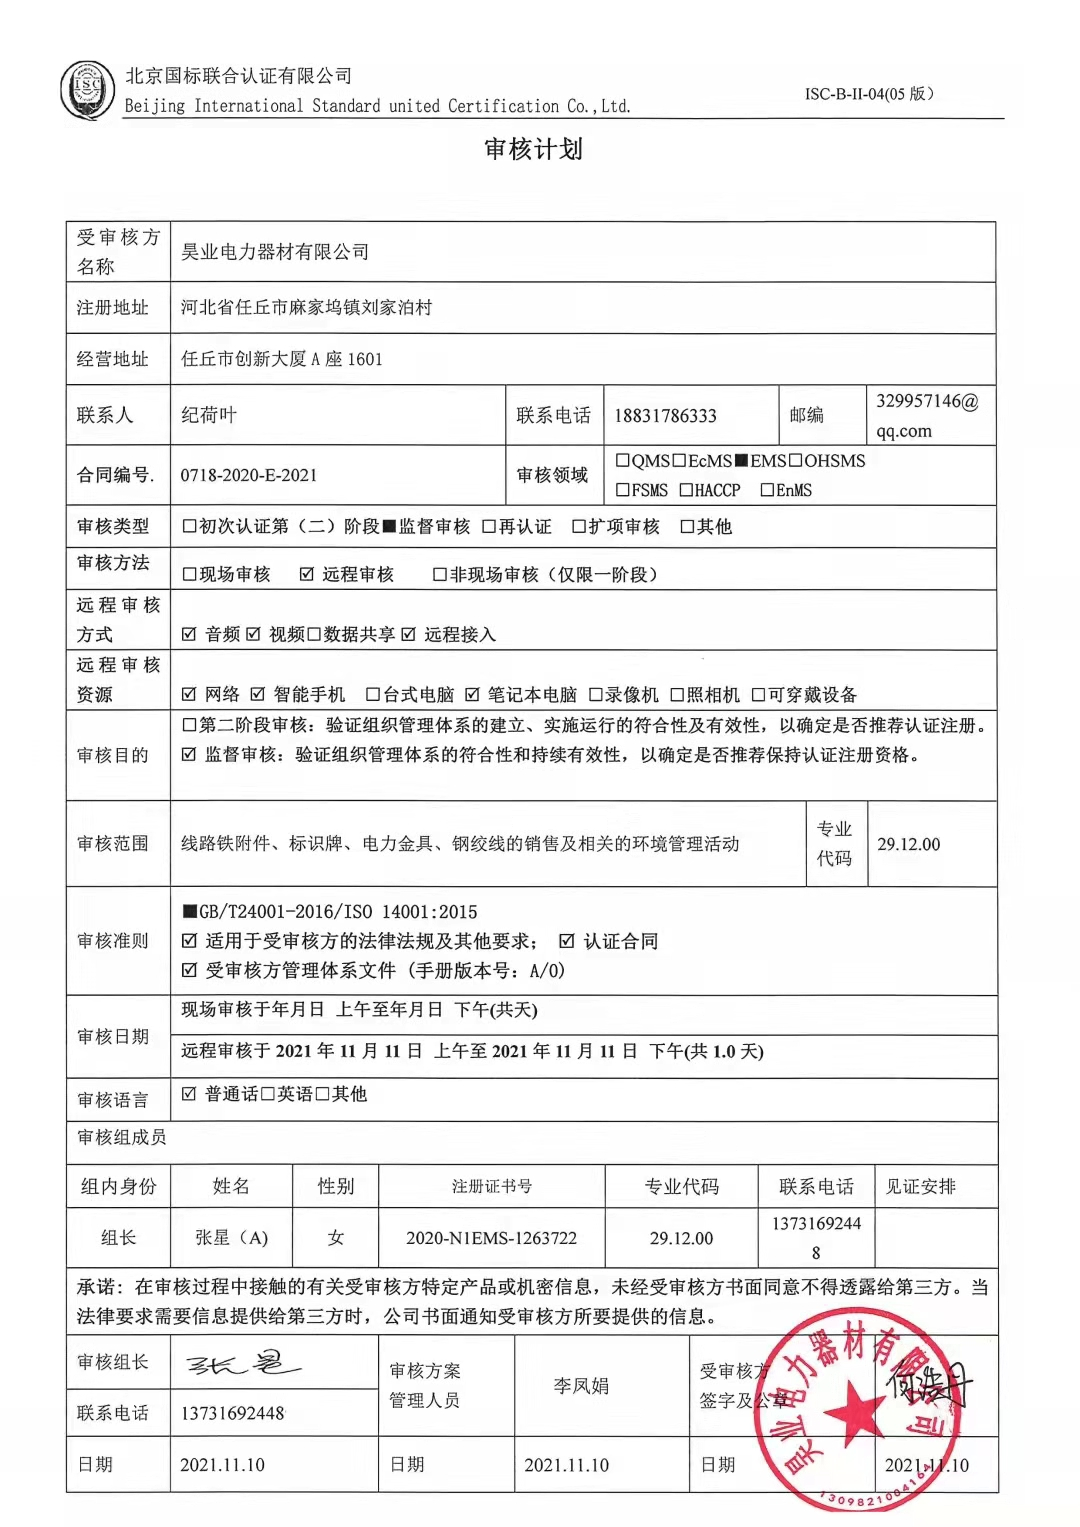 ISC
北京国标联合认证有限公司
Beijing International Standard united Certification Co.,Ltd.
ISC-B-II-04(05 版）
审核计划
受审核方
名称
昊业电力器材有限公司
注册地址
河北省任丘市麻家坞镇刘家泊村
经营地址
任丘市创新大厦 A 座 1601
联系人
纪荷叶
联系电话
18831786333
邮编
329957146@
qq.com
合同编号.
0718-2020-E-2021
审核领域
□QMS□EcMS■EMS□OHSMS
□FSMS □HACCP □EnMS
审核类型
□初次认证第（二）阶段■监督审核 □再认证 □扩项审核 □其他
审核方法
□现场审核 ☑ 远程审核 □非现场审核（仅限一阶段）
远程审核
方式
☑ 音频☑ 视频□数据共享☑ 远程接入
远程审核
资源
☑ 网络 ☑ 智能手机 □台式电脑 ☑ 笔记本电脑 □录像机 □照相机 □可穿戴设备
审核目的
□第二阶段审核：验证组织管理体系的建立、实施运行的符合性及有效性，以确定是否推荐认证注册。
☑ 监督审核：验证组织管理体系的符合性和持续有效性，以确定是否推荐保持认证注册资格。
审核范围
线路铁附件、标识牌、电力金具、钢绞线的销售及相关的环境管理活动
专业
代码
29.12.00
审核准则
■GB/T24001-2016/ISO 14001:2015
☑ 适用于受审核方的法律法规及其他要求； ☑ 认证合同
☑ 受审核方管理体系文件（手册版本号：A/0)
审核日期
现场审核于年月日 上午至年月日 下午(共天)
远程审核于 2021 年 11 月 11 日 上午至 2021 年 11 月 11 日 下午(共 1.0 天)
审核语言
☑ 普通话□英语□其他
审核组成员
组内身份 姓名 性别 注册证书号 专业代码 联系电话 见证安排
组长 张星（A) 女 2020-N1EMS-1263722 29.12.00
1373169244
8
承诺：在审核过程中接触的有关受审核方特定产品或机密信息，未经受审核方书面同意不得透露给第三方。当
法律要求需要信息提供给第三方时，公司书面通知受审核方所要提供的信息。
审核组长
张星
审核方案
管理人员
李凤娟
受审核方
签字及公章
联系电话
13731692448
日期
2021.11.10
日期
2021.11.10
日期
2021.11.10
昊业电力器材有限公司
1309821004164